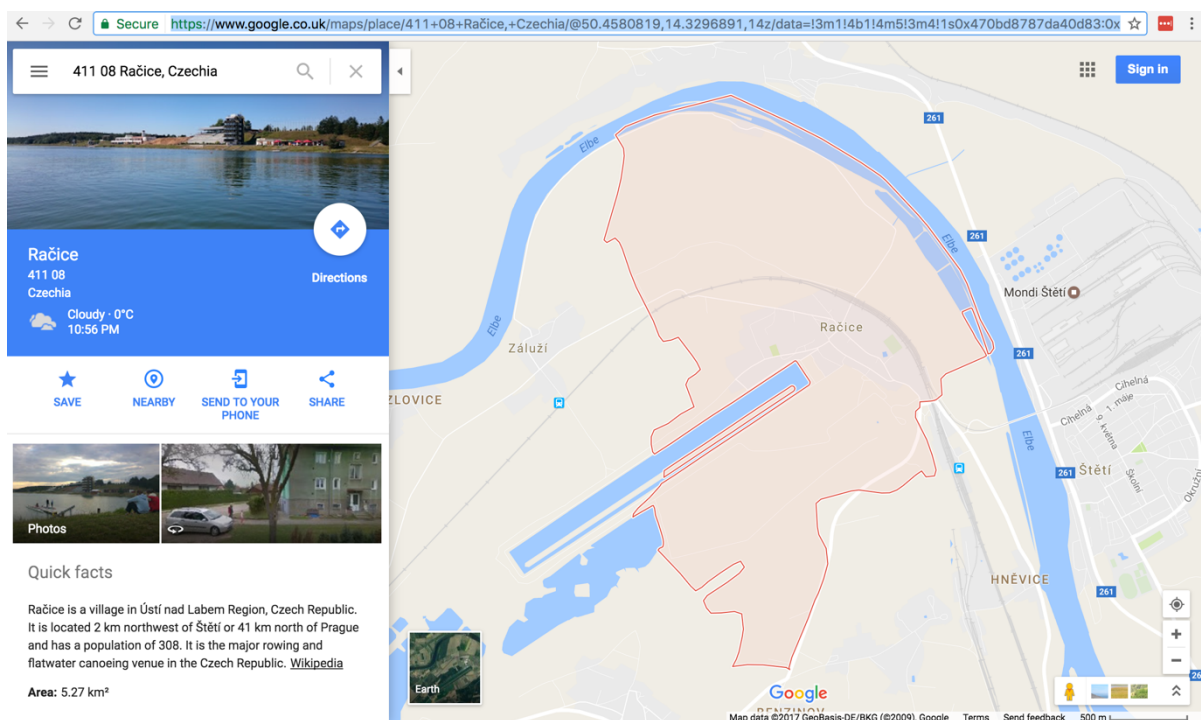 Secure https://www.google.co.uk/maps/place/411+08+Račice,+Czechia/@50.4580819,14.3296891,14z/data=!3m1!4b1!4m5!3m4!1s0x470bd8787da40d83:0x
411 08 Račice, Czechia
Sign in
Račice
411 08
Czechia
Directions
Cloudy · 0°C
10:56 PM
SAVE
NEARBY
SEND TO YOUR
PHONE
SHARE
Photos
Quick facts
Račice is a village in Ústí nad Labem Region, Czech Republic.
It is located 2 km northwest of Štětí or 41 km north of Prague
and has a population of 308. It is the major rowing and
flatwater canoeing venue in the Czech Republic. Wikipedia
Area: 5.27 km²
261
Elbe
Elbe
261
Mondi Štětí
Elbe
Račice
Záluží
261
ZLOVICE
Cihelná
Cihelná
9. května
1. máje
Elbe
Školní
261
Štětí
Okružní
HNĚVICE
261
Earth
Google
BENZINOV
26
Map data ©2017 GeoBasis-DE/BKG (©2009), Google Terms Send feedback 500 m